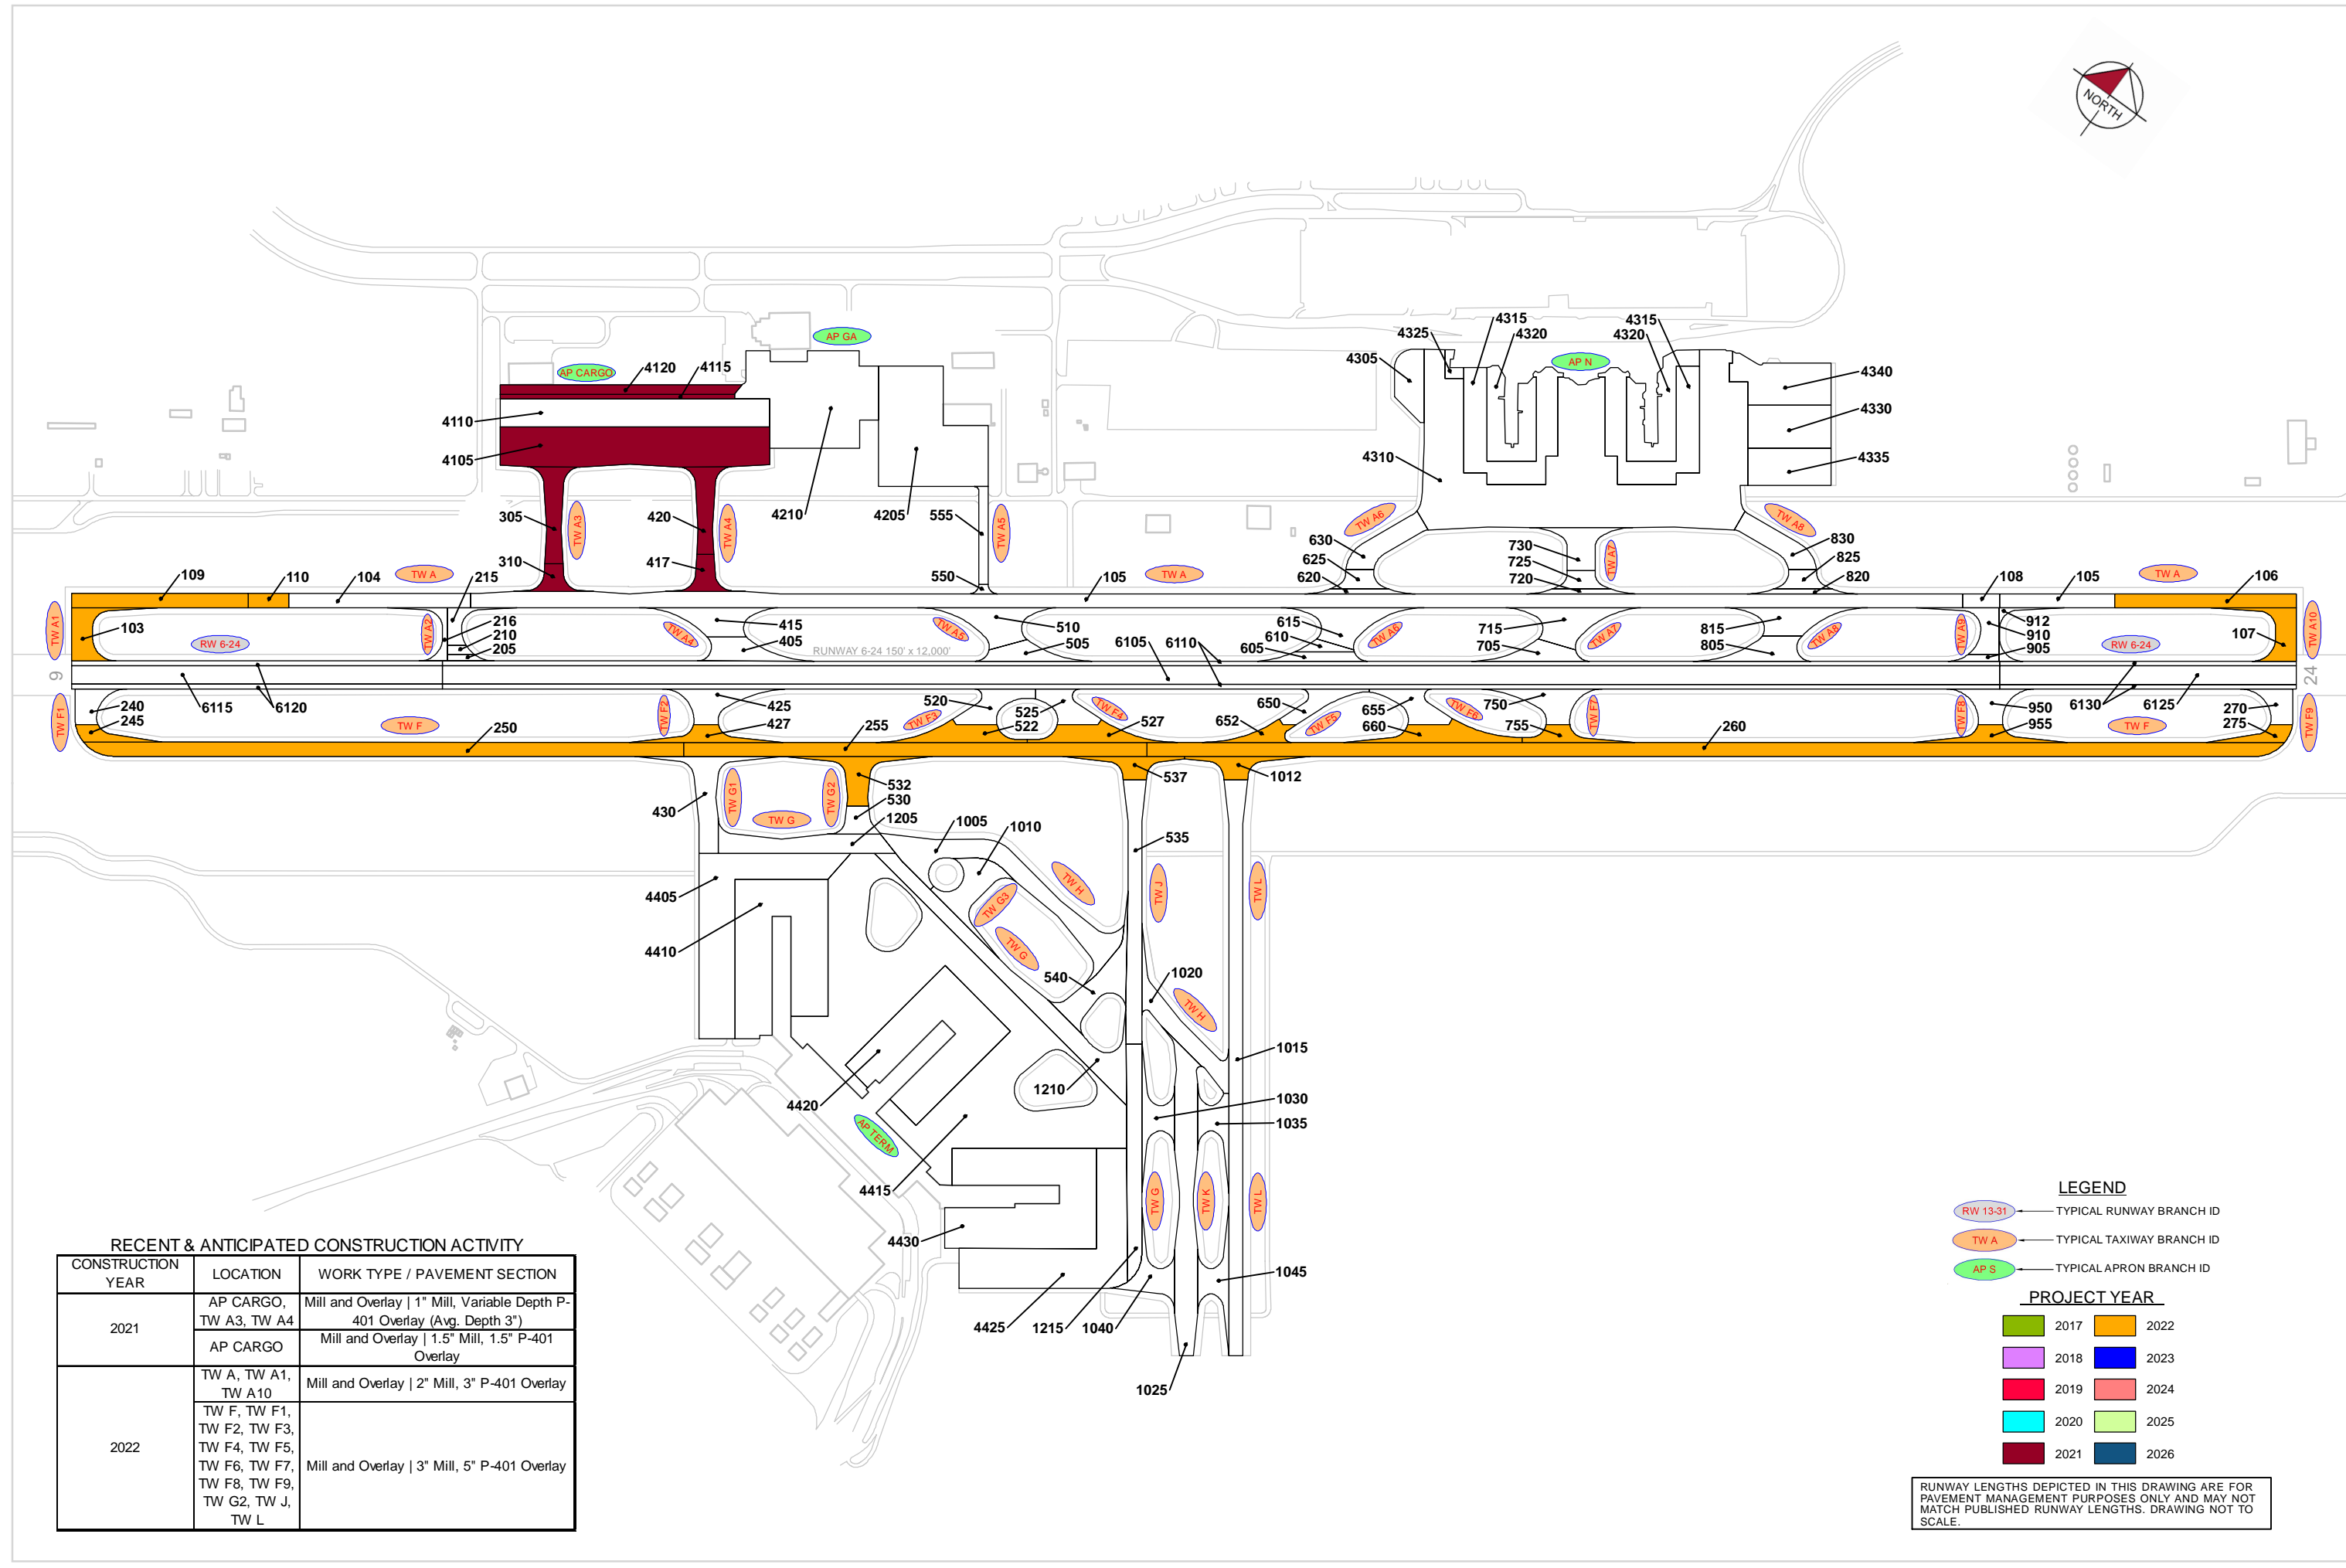 NORTH
4315
4315
4325
4320
4320
AP GA
4305
AP N
AP CARGO
4120
4115
4340
4110
4330
4105
4310
4335
305
TW A3
420
TW A4
4210
4205
555
TW A5
TW A6
TW A8
630
730
TW A7
830
310
417
625
725
825
109
110
104
TW A
215
550
105
TW A
620
720
820
108
105
TW A
106
TW A1
103
RW 6-24
TW A2
216
210
205
TW A4
415
405
TW A5
510
505
RUNWAY 6-24 150' x 12,000'
6105
6110
615
610
605
TW A6
715
705
TW A7
815
805
TW A8
TW A9
912
910
905
RW 6-24
107
TW A10
9
24
6115
6120
6130
6125
TW F1
240
245
TW F
250
TW F2
425
427
255
TW F3
520
525
522
TW F4
527
650
652
TW F5
655
660
TW F6
750
755
TW F7
260
TW F8
950
955
TW F
270
275
TW F9
430
TW G1
TW G
TW G2
532
530
1205
537
1012
1005
1010
535
4405
4410
TW H
TW J
TW L
TW G3
TW G
540
1020
TW H
1015
1210
4420
AP TERM
1030
1035
4415
TW G
TW K
TW L
4430
1045
4425
1215
1040
1025
RECENT & ANTICIPATED CONSTRUCTION ACTIVITY
CONSTRUCTION
YEAR
LOCATION
WORK TYPE / PAVEMENT SECTION
2021
AP CARGO,
TW A3, TW A4
Mill and Overlay | 1" Mill, Variable Depth P-
401 Overlay (Avg. Depth 3")
AP CARGO
Mill and Overlay | 1.5" Mill, 1.5" P-401
Overlay
2022
TW A, TW A1,
TW A10
Mill and Overlay | 2" Mill, 3" P-401 Overlay
TW F, TW F1,
TW F2, TW F3,
TW F4, TW F5,
TW F6, TW F7,
TW F8, TW F9,
TW G2, TW J,
TW L
Mill and Overlay | 3" Mill, 5" P-401 Overlay
LEGEND
RW 13-31
TYPICAL RUNWAY BRANCH ID
TW A
TYPICAL TAXIWAY BRANCH ID
AP S
TYPICAL APRON BRANCH ID
PROJECT YEAR
2017
2022
2018
2023
2019
2024
2020
2025
2021
2026
RUNWAY LENGTHS DEPICTED IN THIS DRAWING ARE FOR
PAVEMENT MANAGEMENT PURPOSES ONLY AND MAY NOT
MATCH PUBLISHED RUNWAY LENGTHS. DRAWING NOT TO
SCALE.